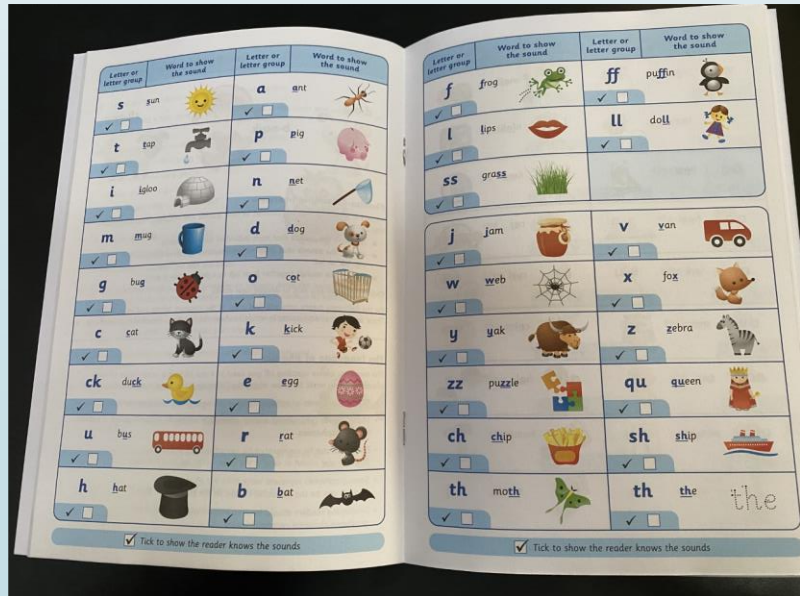 Letter or letter group
Word to show the sound
Letter or letter group
Word to show the sound
s sun
a ant
t tap
p pig
i igloo
n net
m mug
d dog
g bug
o cot
c cat
k kick
ck duck
e egg
u bus
r rat
h hat
b bat
Tick to show the reader knows the sounds
Letter or letter group
Word to show the sound
Letter or letter group
Word to show the sound
f frog
ff puffin
l lips
ll doll
ss grass
j jam
v van
w web
x fox
y yak
z zebra
zz puzzle
qu queen
ch chip
sh ship
th moth
th the
the
Tick to show the reader knows the sounds